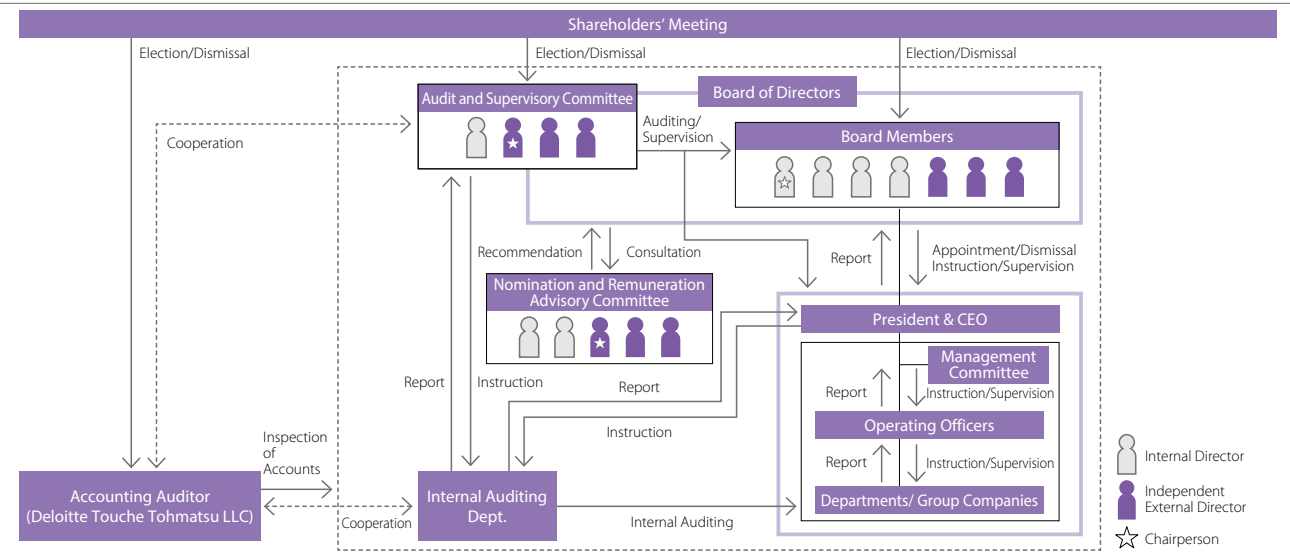 Shareholders’ Meeting
Election/Dismissal
Election/Dismissal
Election/Dismissal
Board of Directors
Audit and Supervisory Committee
Auditing/
Supervision
Board Members
Cooperation
Recommendation
Consultation
Report
Appointment/Dismissal
Instruction/Supervision
Nomination and Remuneration
Advisory Committee
President & CEO
Management
Committee
Report
Instruction
Report
Report
Instruction/Supervision
Instruction
Operating Officers
Inspection
of
Accounts
Report
Instruction/Supervision
Internal Director
Accounting Auditor
(Deloitte Touche Tohmatsu LLC)
Internal Auditing
Dept.
Departments/ Group Companies
Independent
External Director
Cooperation
Internal Auditing
Chairperson